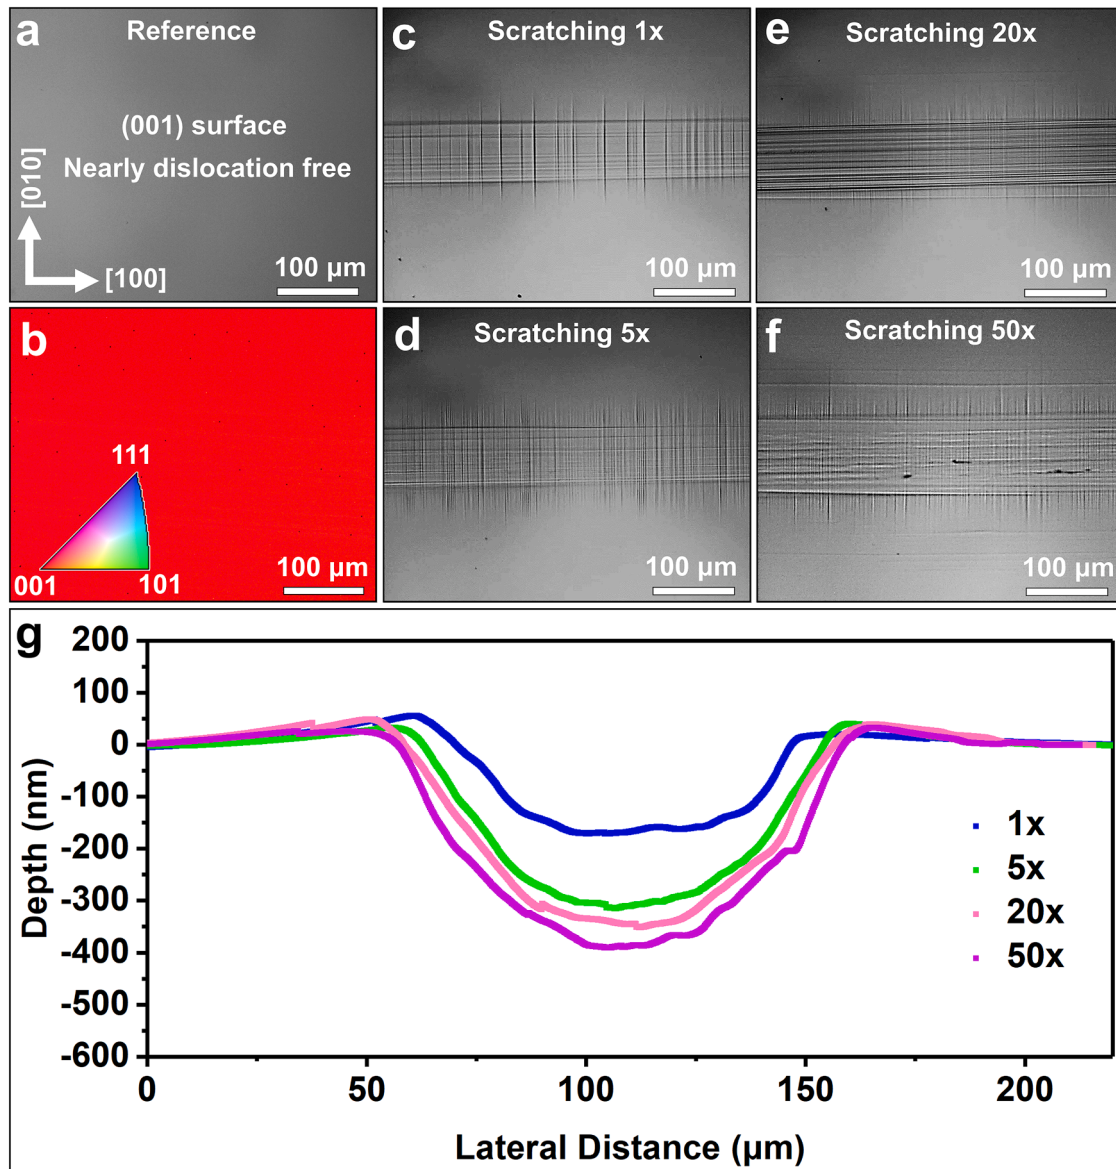 a
Reference
(001) surface
Nearly dislocation free
[010]
[100]
100 µm
b
111
001
101
100 µm
c
Scratching 1x
100 µm
d
Scratching 5x
100 µm
e
Scratching 20x
100 µm
f
Scratching 50x
100 µm
g
200
100
0
-100
-200
-300
-400
-500
-600
Depth (nm)
1x
5x
20x
50x
0
50
100
150
200
Lateral Distance (µm)